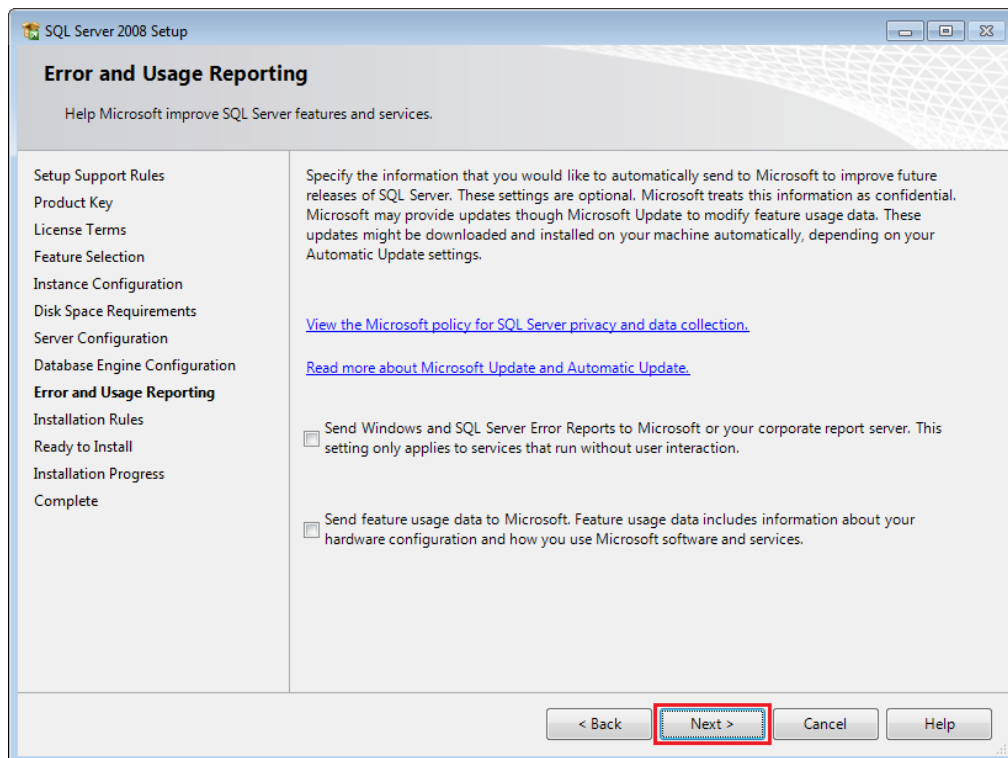 SQL Server 2008 Setup
Error and Usage Reporting
Help Microsoft improve SQL Server features and services.
Setup Support Rules
Product Key
License Terms
Feature Selection
Instance Configuration
Disk Space Requirements
Server Configuration
Database Engine Configuration
Error and Usage Reporting
Installation Rules
Ready to Install
Installation Progress
Complete
Specify the information that you would like to automatically send to Microsoft to improve future
releases of SQL Server. These settings are optional. Microsoft treats this information as confidential.
Microsoft may provide updates though Microsoft Update to modify feature usage data. These
updates might be downloaded and installed on your machine automatically, depending on your
Automatic Update settings.
View the Microsoft policy for SQL Server privacy and data collection.
Read more about Microsoft Update and Automatic Update.
Send Windows and SQL Server Error Reports to Microsoft or your corporate report server. This
setting only applies to services that run without user interaction.
Send feature usage data to Microsoft. Feature usage data includes information about your
hardware configuration and how you use Microsoft software and services.
< Back
Next >
Cancel
Help